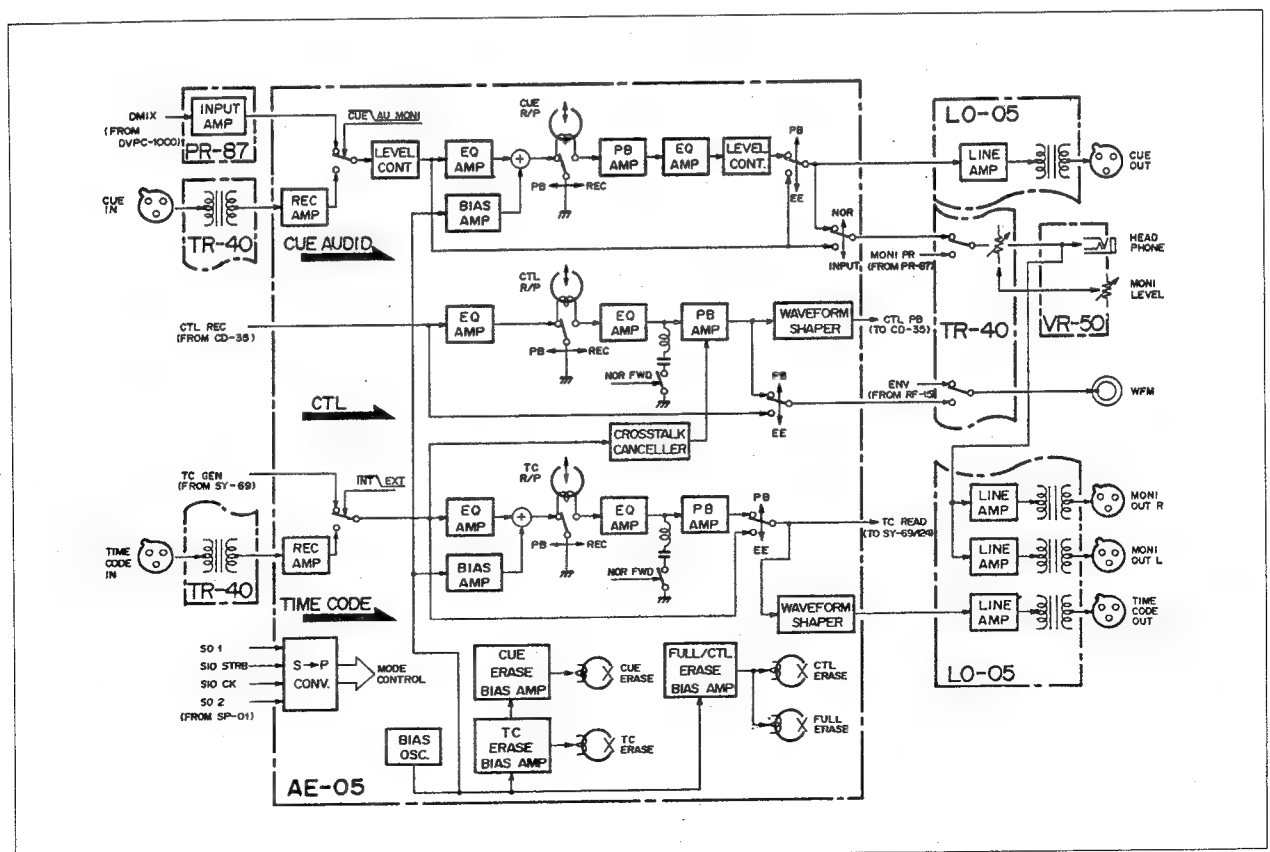 DMIX
(FROM
DVPC-1000)
INPUT
AMP
PR-87
CUE
IN
TR-40
REC
AMP
CUE AUDIO
CUE AU MONI
LEVEL
CONT
EQ
AMP
BIAS
AMP
+
CUE
R/P
PB
REC
PB
AMP
EQ
AMP
LEVEL
CONT.
PB
EE
NOR
INPUT
MONI PR
(FROM PR-87)
LO-05
LINE
AMP
CUE
OUT
TR-40
HEAD
PHONE
MONI
LEVEL
VR-50
CTL REC
(FROM CD-35)
CTL
EQ
AMP
CTL
R/P
PB
REC
EQ
AMP
NOR FWD
PB
AMP
WAVEFORM
SHAPER
CTL PB
(TO CD-35)
PB
EE
ENV
(FROM RF-15)
WFM
CROSSTALK
CANCELLER
TC GEN
(FROM SY-69)
INT EXT
TIME
CODE
IN
TR-40
REC
AMP
TIME CODE
EQ
AMP
BIAS
AMP
+
TC
R/P
PB
REC
EQ
AMP
NOR FWD
PB
AMP
PB
EE
TC READ
(TO SY-69/124)
WAVEFORM
SHAPER
LINE
AMP
MONI
OUT R
LINE
AMP
MONI
OUT L
LINE
AMP
TIME
CODE
OUT
LO-05
SO 1
SIO STRB
SIO CK
SO 2
(FROM SP-01)
S→P
CONV.
MODE
CONTROL
BIAS
OSC.
CUE
ERASE
BIAS AMP
CUE
ERASE
TC
ERASE
BIAS AMP
TC
ERASE
FULL/CTL
ERASE
BIAS AMP
CTL
ERASE
FULL
ERASE
AE-05